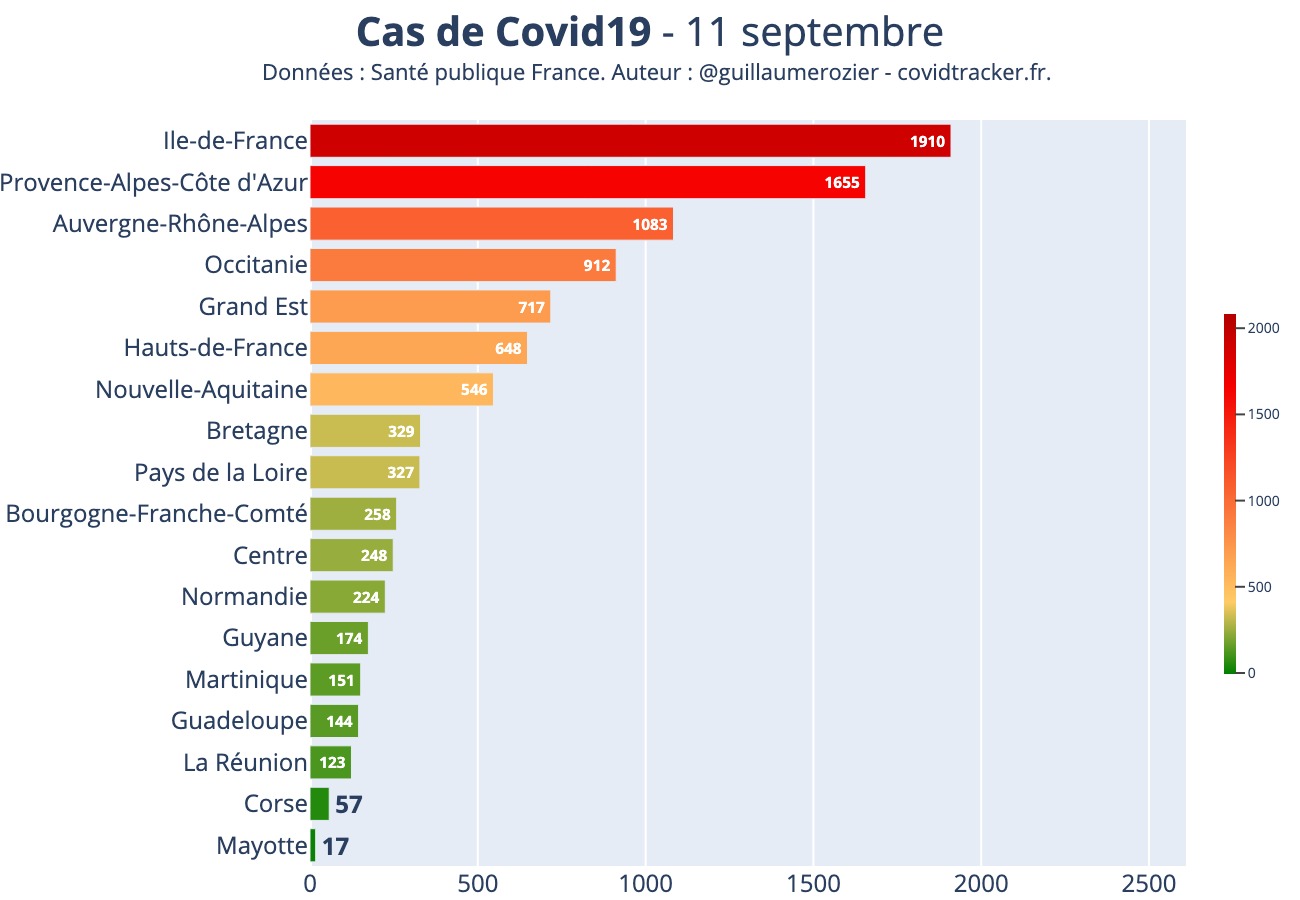 Cas de Covid19 - 11 septembre
Données : Santé publique France. Auteur : @guillaumerozier - covidtracker.fr.
Ile-de-France 1910
Provence-Alpes-Côte d'Azur 1655
Auvergne-Rhône-Alpes 1083
Occitanie 912
Grand Est 717
Hauts-de-France 648
Nouvelle-Aquitaine 546
Bretagne 329
Pays de la Loire 327
Bourgogne-Franche-Comté 258
Centre 248
Normandie 224
Guyane 174
Martinique 151
Guadeloupe 144
La Réunion 123
Corse 57
Mayotte 17
0 500 1000 1500 2000 2500
2000
1500
1000
500
0